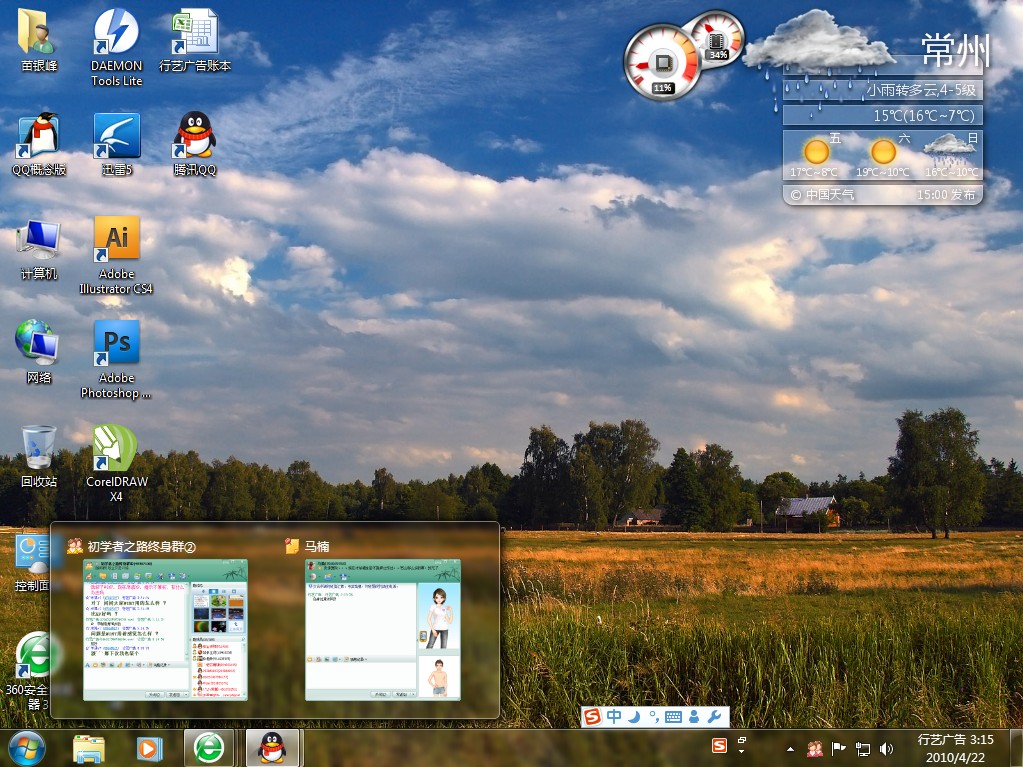 苗银峰
DAEMON
Tools Lite
行艺广告账本
QQ概念版
迅雷5
腾讯QQ
计算机
Ai
Adobe
Illustrator CS4
网络
Ps
Adobe
Photoshop ...
回收站
CorelDRAW
X4
控制面
360安全
器 3
11%
34%
常州
小雨转多云,4-5级
15℃(16℃~7℃)
五
六
日
17℃~8℃
19℃~10℃
16℃~10℃
© 中国天气
15:00 发布
初学者之路终身群②
马楠
中
行艺广告 3:15
2010/4/22